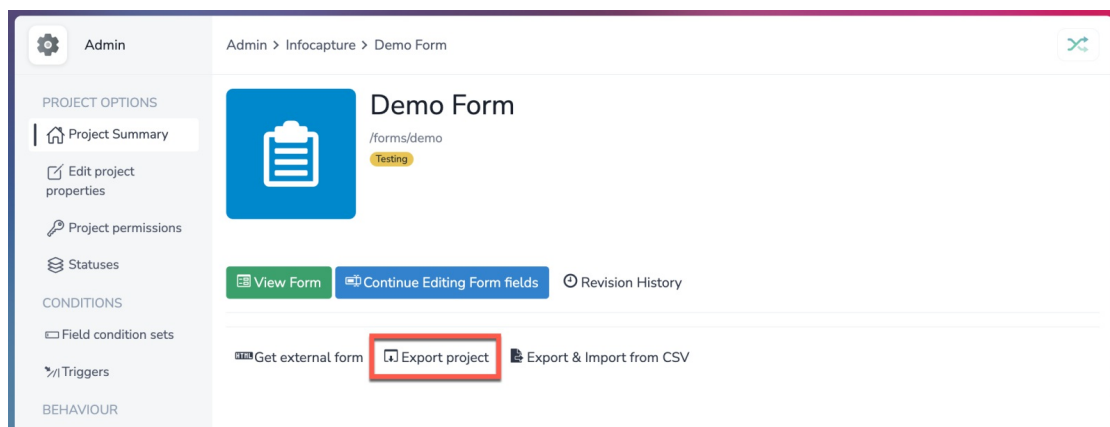 Admin
Admin > Infocapture > Demo Form
PROJECT OPTIONS
Project Summary
Edit project
properties
Project permissions
Statuses
CONDITIONS
Field condition sets
Triggers
BEHAVIOUR
Demo Form
/forms/demo
Testing
View Form
Continue Editing Form fields
Revision History
HTML Get external form
Export project
Export & Import from CSV